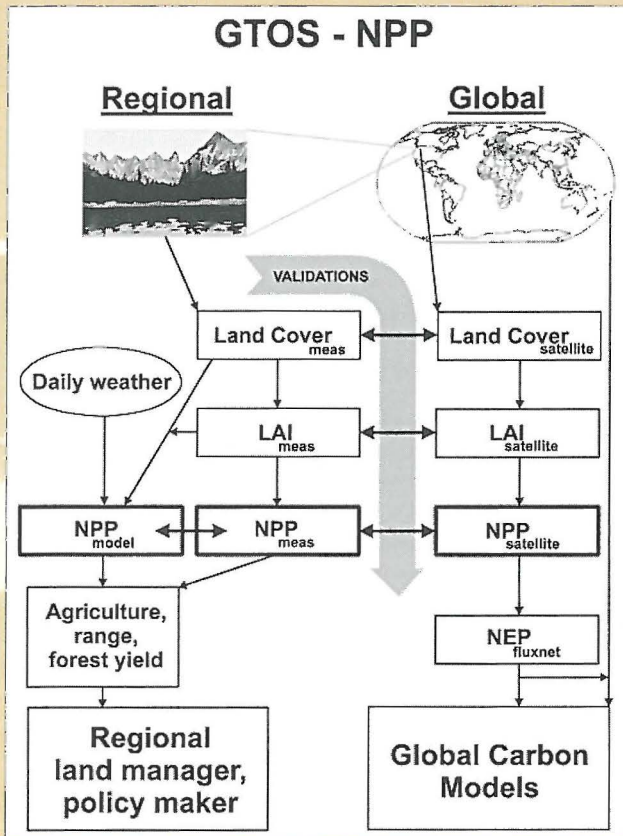 GTOS - NPP
Regional
Global
VALIDATIONS
Land Cover meas
Land Cover satellite
Daily weather
LAI meas
LAI satellite
NPP model
NPP meas
NPP satellite
Agriculture,
range,
forest yield
NEP fluxnet
Regional
land manager,
policy maker
Global Carbon
Models